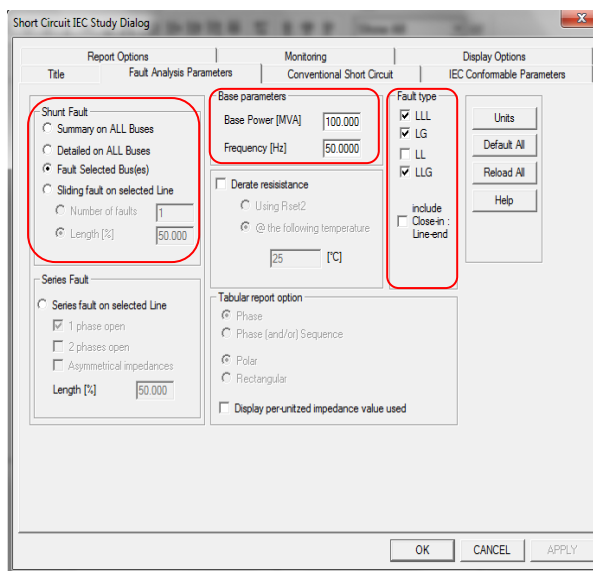 Short Circuit IEC Study Dialog
X
Report Options
Monitoring
Display Options
Title
Fault Analysis Parameters
Conventional Short Circuit
IEC Conformable Parameters
Shunt Fault
Summary on ALL Buses
Detailed on ALL Buses
Fault Selected Bus(es)
Sliding fault on selected Line
Number of faults 1
Length [%] 50.000
Series Fault
Series fault on selected Line
1 phase open
2 phases open
Asymmetrical impedances
Length [%] 50.000
Base parameters
Base Power [MVA] 100.000
Frequency [Hz] 50.0000
Derate resisistance
Using Rset2
@ the following temperature
25 [°C]
Tabular report option
Phase
Phase (and/or) Sequence
Polar
Rectangular
Display per-unitzed impedance value used
Fault type
LLL
LG
LL
LLG
include
Close-in :
Line-end
Units
Default All
Reload All
Help
OK
CANCEL
APPLY